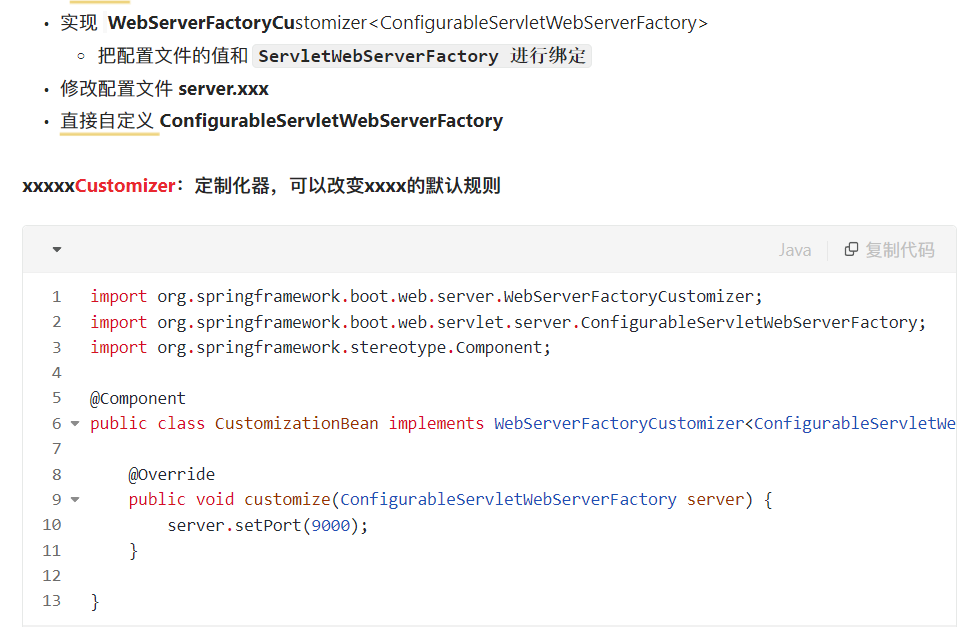 • 实现 WebServerFactoryCustomizer<ConfigurableServletWebServerFactory>
○ 把配置文件的值和 ServletWebServerFactory 进行绑定
• 修改配置文件 server.xxx
• 直接自定义 ConfigurableServletWebServerFactory
xxxxxCustomizer：定制化器，可以改变xxxx的默认规则
Java 复制代码
1 import org.springframework.boot.web.server.WebServerFactoryCustomizer;
2 import org.springframework.boot.web.servlet.server.ConfigurableServletWebServerFactory;
3 import org.springframework.stereotype.Component;
4
5 @Component
6 public class CustomizationBean implements WebServerFactoryCustomizer<ConfigurableServletWe
7
8 @Override
9 public void customize(ConfigurableServletWebServerFactory server) {
10 server.setPort(9000);
11 }
12
13 }